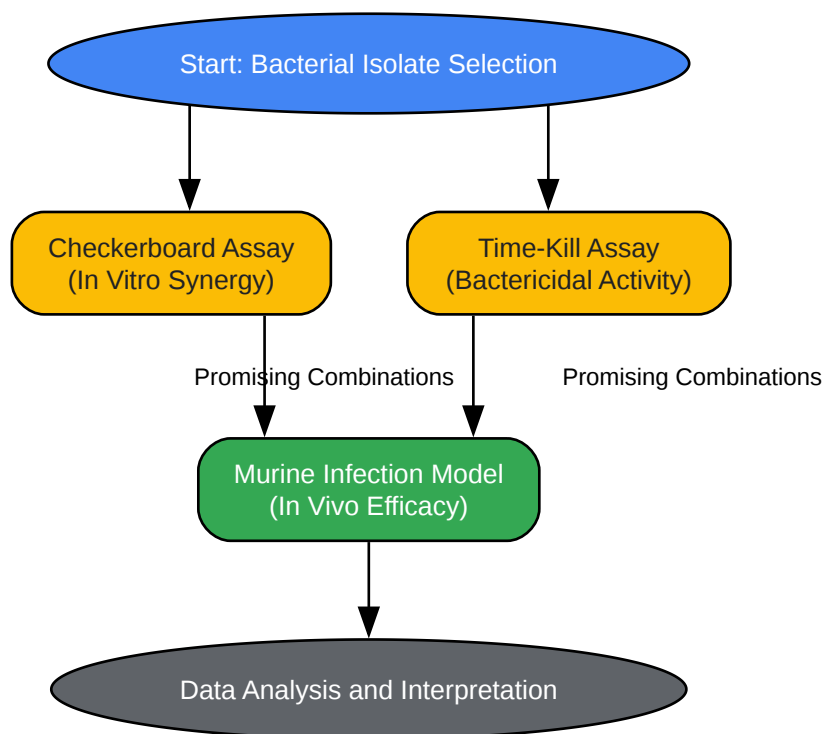 Start: Bacterial Isolate Selection
Checkerboard Assay
(In Vitro Synergy)
Time-Kill Assay
(Bactericidal Activity)
Promising Combinations
Promising Combinations
Murine Infection Model
(In Vivo Efficacy)
Data Analysis and Interpretation